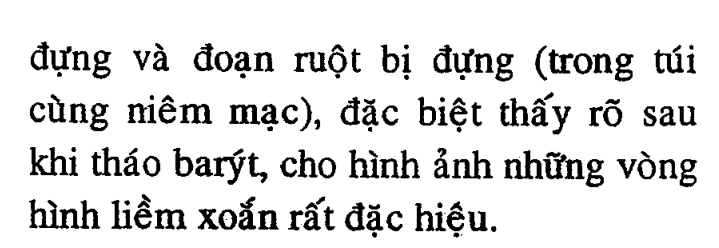 đựng và đoạn ruột bị đựng (trong túi
cùng niêm mạc), đặc biệt thấy rõ sau
khi tháo barýt, cho hình ảnh những vòng
hình liềm xoắn rất đặc hiệu.